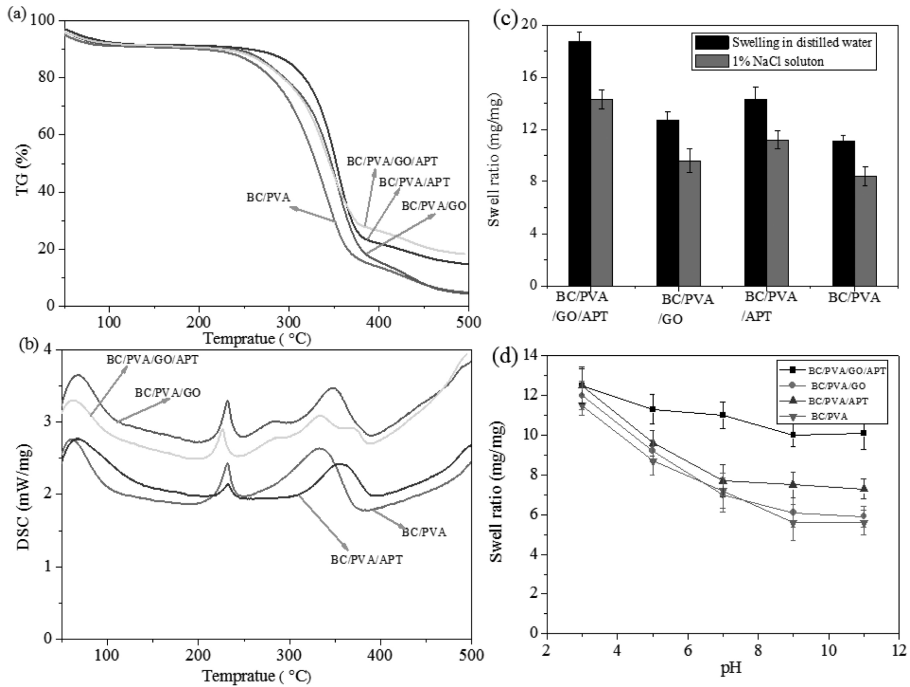 (a)
100
80
60
40
20
0
TG (%)
BC/PVA/GO/APT
BC/PVA/APT
BC/PVA
BC/PVA/GO
100
200
300
400
500
Tempratue ( °C)
(c)
20
16
12
8
4
0
Swell ratio (mg/mg)
Swelling in distilled water
1% NaCl soluton
BC/PVA
/GO/APT
BC/PVA
/GO
BC/PVA
/APT
BC/PVA
(b)
4
3
2
1
0
DSC (mW/mg)
BC/PVA/GO/APT
BC/PVA/GO
BC/PVA
BC/PVA/APT
100
200
300
400
500
Tempratue ( °C)
(d)
14
12
10
8
6
4
2
0
Swell ratio (mg/mg)
BC/PVA/GO/APT
BC/PVA/GO
BC/PVA/APT
BC/PVA
2
4
6
8
10
12
pH